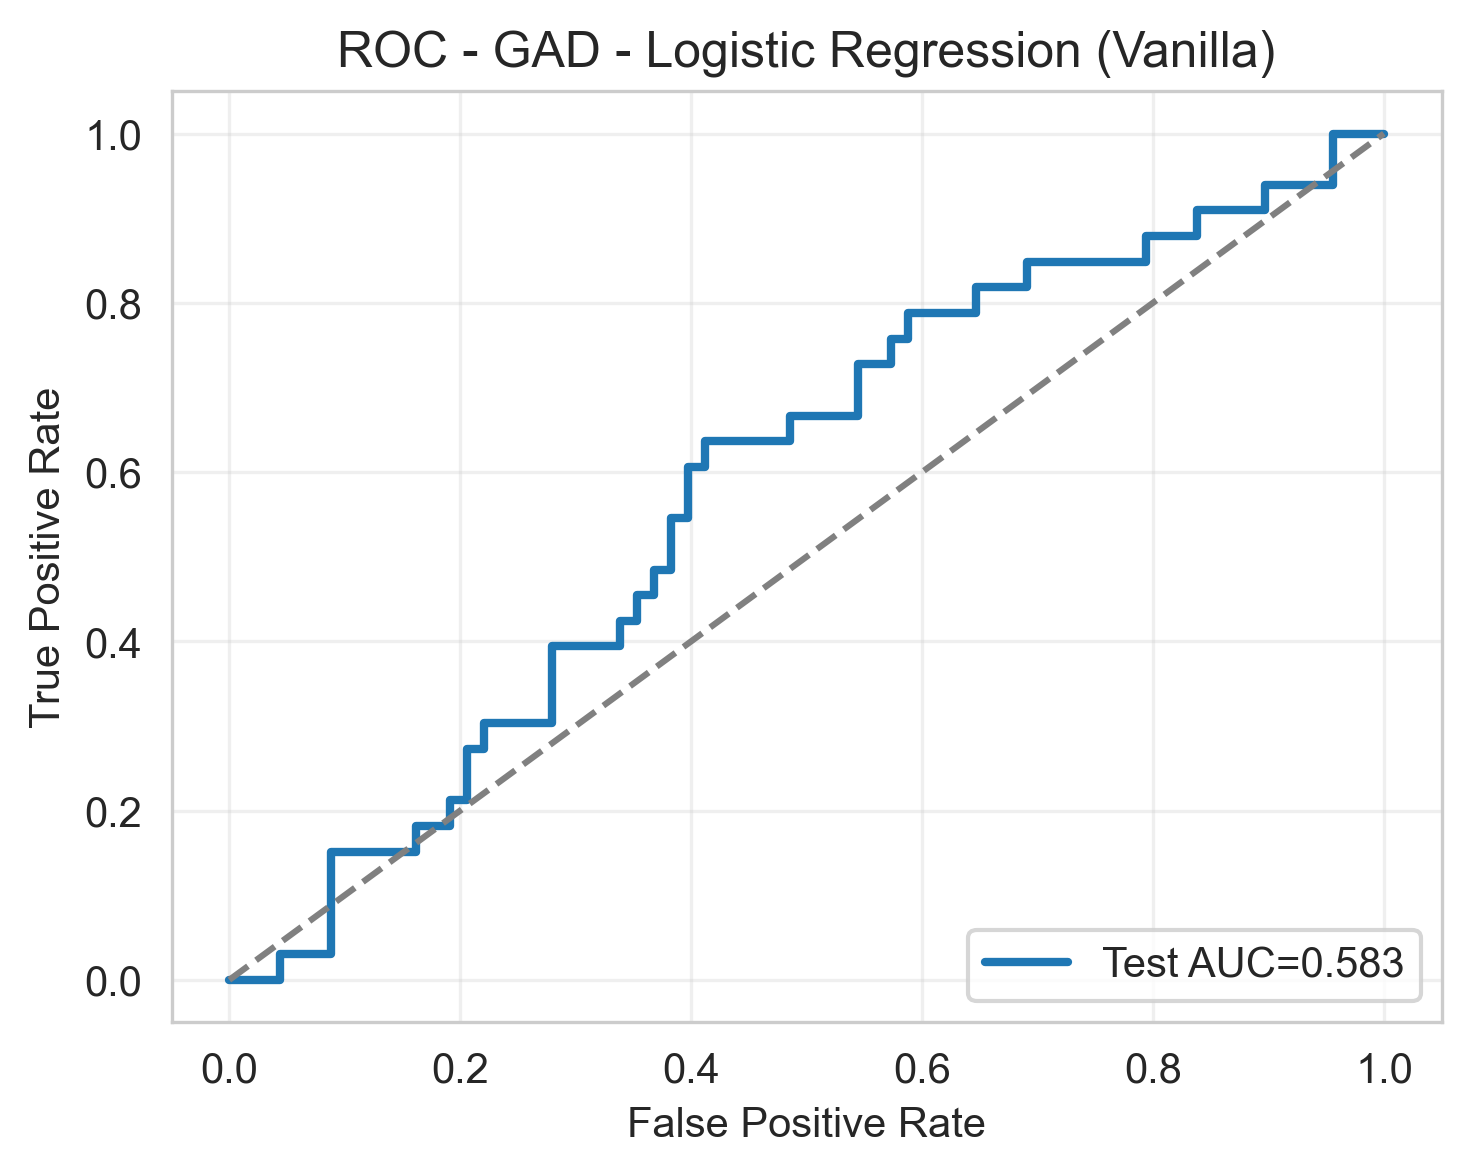 ROC - GAD - Logistic Regression (Vanilla)
True Positive Rate
1.0
0.8
0.6
0.4
0.2
0.0
Test AUC=0.583
0.0 0.2 0.4 0.6 0.8 1.0
False Positive Rate